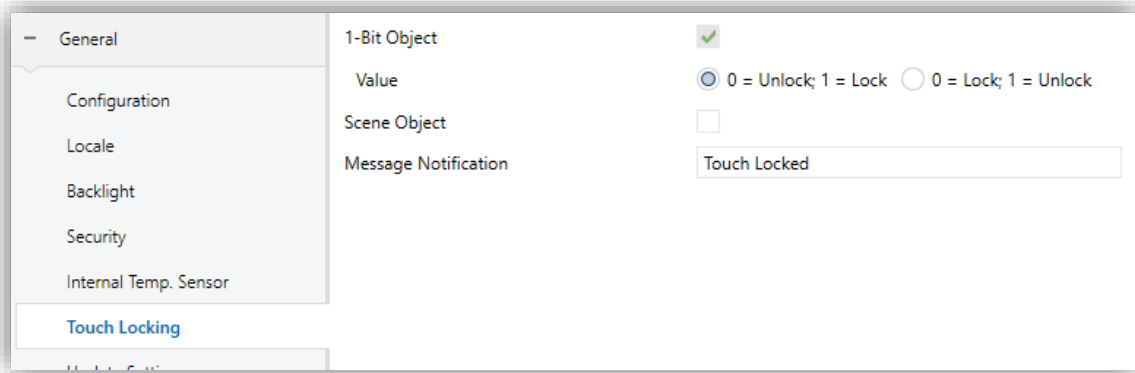 General
Configuration
Locale
Backlight
Security
Internal Temp. Sensor
Touch Locking
1-Bit Object
Value
0 = Unlock; 1 = Lock
0 = Lock; 1 = Unlock
Scene Object
Message Notification
Touch Locked